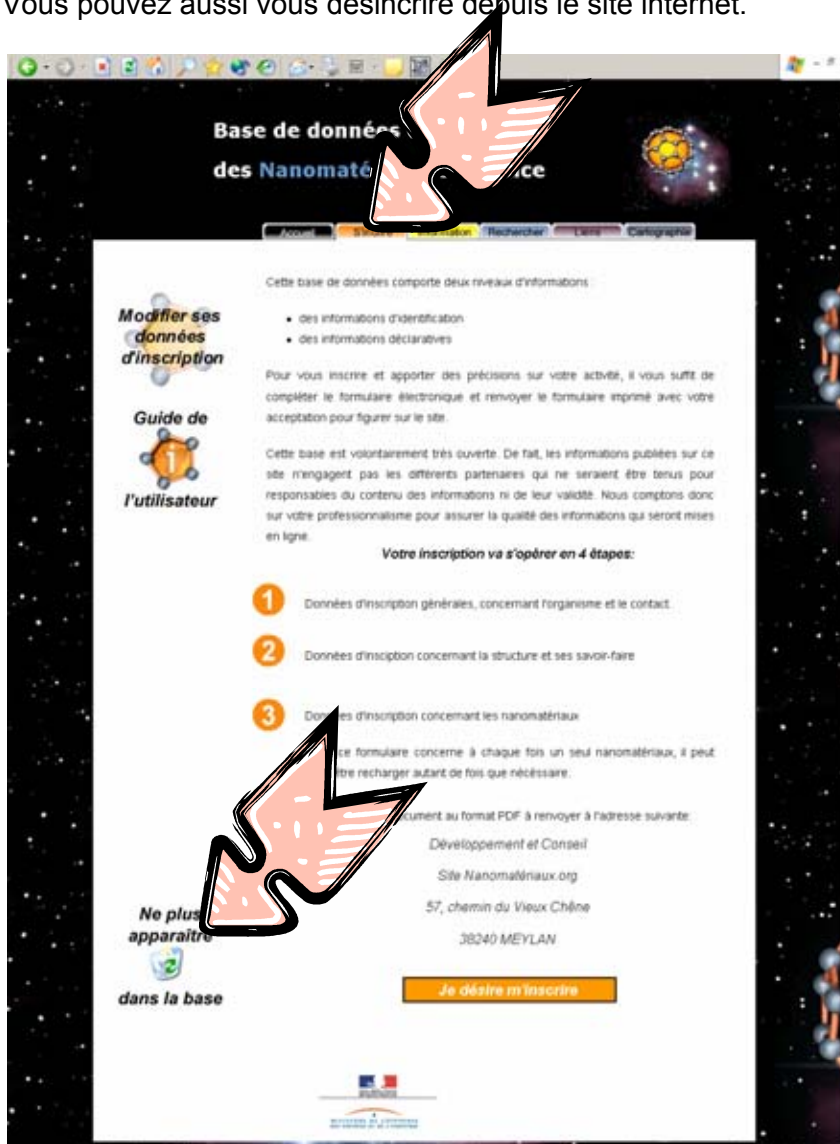 Vous pouvez aussi vous désincrire depuis le site internet.
Base de données
des Nanomaté ce
Accueil S'inscrire Information Rechercher Liens Cartographie
Modifier ses
données
d'inscription
Guide de
l'utilisateur
Cette base de données comporte deux niveaux d'informations :
• des informations d'identification
• des informations déclaratives
Pour vous inscrire et apporter des précisions sur votre activité, il vous suffit de
compléter le formulaire électronique et renvoyer le formulaire imprimé avec votre
acceptation pour figurer sur le site.
Cette base est volontairement très ouverte. De fait, les informations publiées sur ce
site n'engagent pas les différents partenaires qui ne seraient être tenus pour
responsables du contenu des informations ni de leur validité. Nous comptons donc
sur votre professionnalisme pour assurer la qualité des informations qui seront mises
en ligne.
Votre inscription va s'opérer en 4 étapes:
1 Données d'inscription générales, concernant l'organisme et le contact.
2 Données d'insciption concernant la structure et ses savoir-faire
3 Données d'inscription concernant les nanomatériaux
ce formulaire concerne à chaque fois un seul nanomatériaux, il peut
être recharger autant de fois que nécéssaire.
document au format PDF à renvoyer à l'adresse suivante:
Développement et Conseil
Site Nanomatériaux.org
57, chemin du Vieux Chêne
38240 MEYLAN
Ne plus
apparaître
dans la base
Je désire m'inscrire